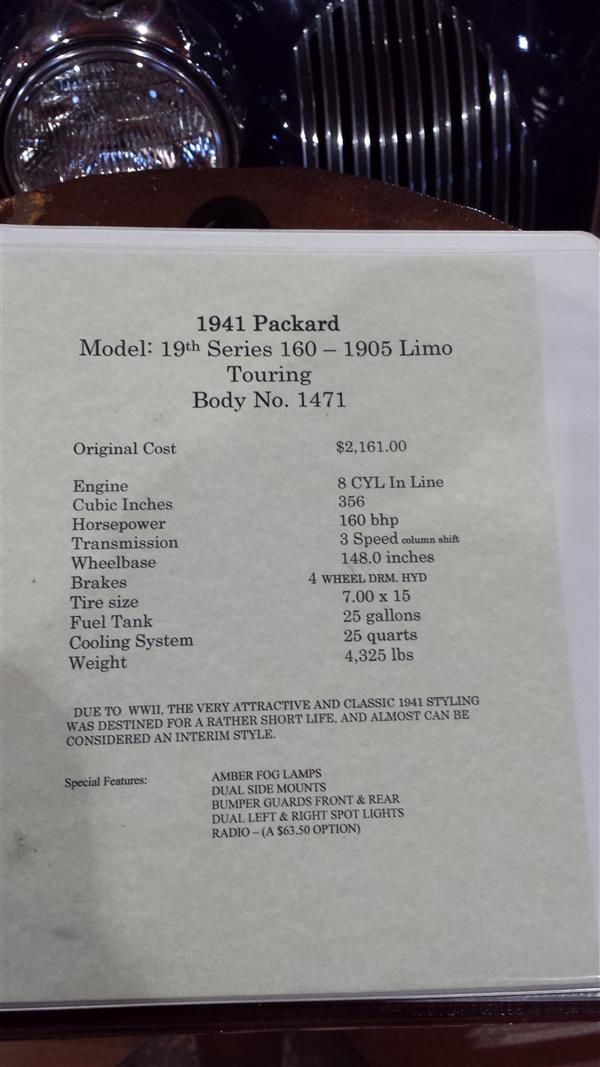 1941 Packard
Model: 19th Series 160 – 1905 Limo
Touring
Body No. 1471
Original Cost $2,161.00
Engine 8 CYL In Line
Cubic Inches 356
Horsepower 160 bhp
Transmission 3 Speed column shift
Wheelbase 148.0 inches
Brakes 4 WHEEL DRM. HYD
Tire size 7.00 x 15
Fuel Tank 25 gallons
Cooling System 25 quarts
Weight 4,325 lbs
DUE TO WWII, THE VERY ATTRACTIVE AND CLASSIC 1941 STYLING
WAS DESTINED FOR A RATHER SHORT LIFE, AND ALMOST CAN BE
CONSIDERED AN INTERIM STYLE.
Special Features: AMBER FOG LAMPS
DUAL SIDE MOUNTS
BUMPER GUARDS FRONT & REAR
DUAL LEFT & RIGHT SPOT LIGHTS
RADIO – (A $63.50 OPTION)